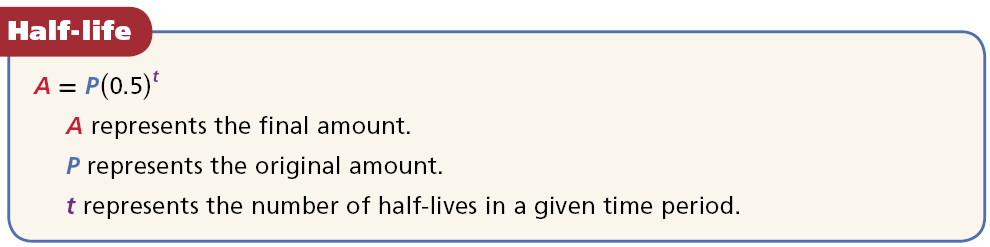 Half-life
A = P(0.5)^t
A represents the final amount.
P represents the original amount.
t represents the number of half-lives in a given time period.